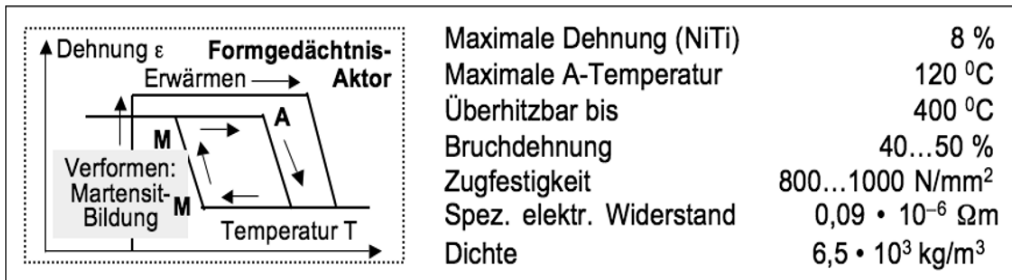 Dehnung ε
Formgedächtnis-
Aktor
Erwärmen
A
M
Verformen:
Martensit-
Bildung
M
Temperatur T
Maximale Dehnung (NiTi) 8 %
Maximale A-Temperatur 120 ⁰C
Überhitzbar bis 400 ⁰C
Bruchdehnung 40...50 %
Zugfestigkeit 800...1000 N/mm²
Spez. elektr. Widerstand 0,09 • 10⁻⁶ Ωm
Dichte 6,5 • 10³ kg/m³